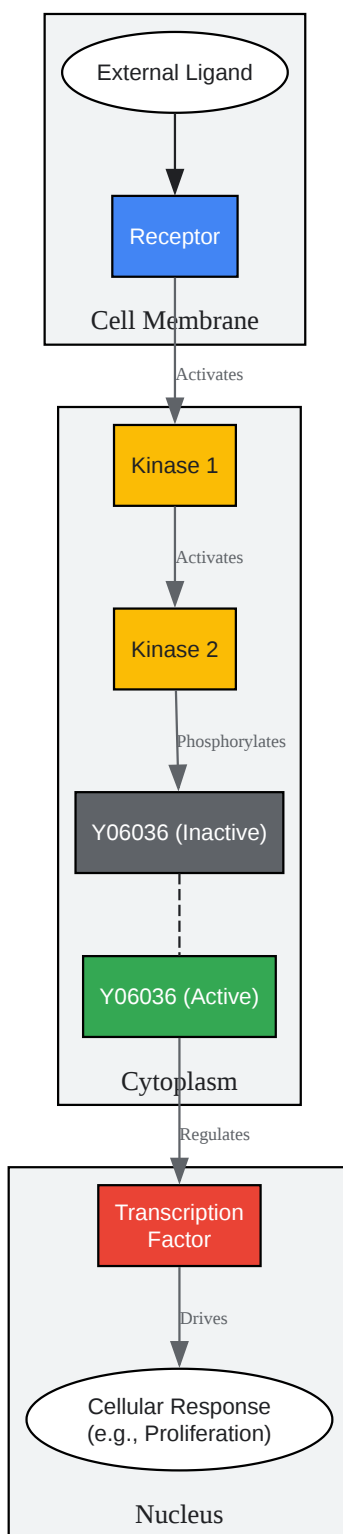 External Ligand
Receptor
Cell Membrane
Activates
Kinase 1
Activates
Kinase 2
Phosphorylates
Y06036 (Inactive)
Y06036 (Active)
Cytoplasm
Regulates
Transcription
Factor
Drives
Cellular Response
(e.g., Proliferation)
Nucleus